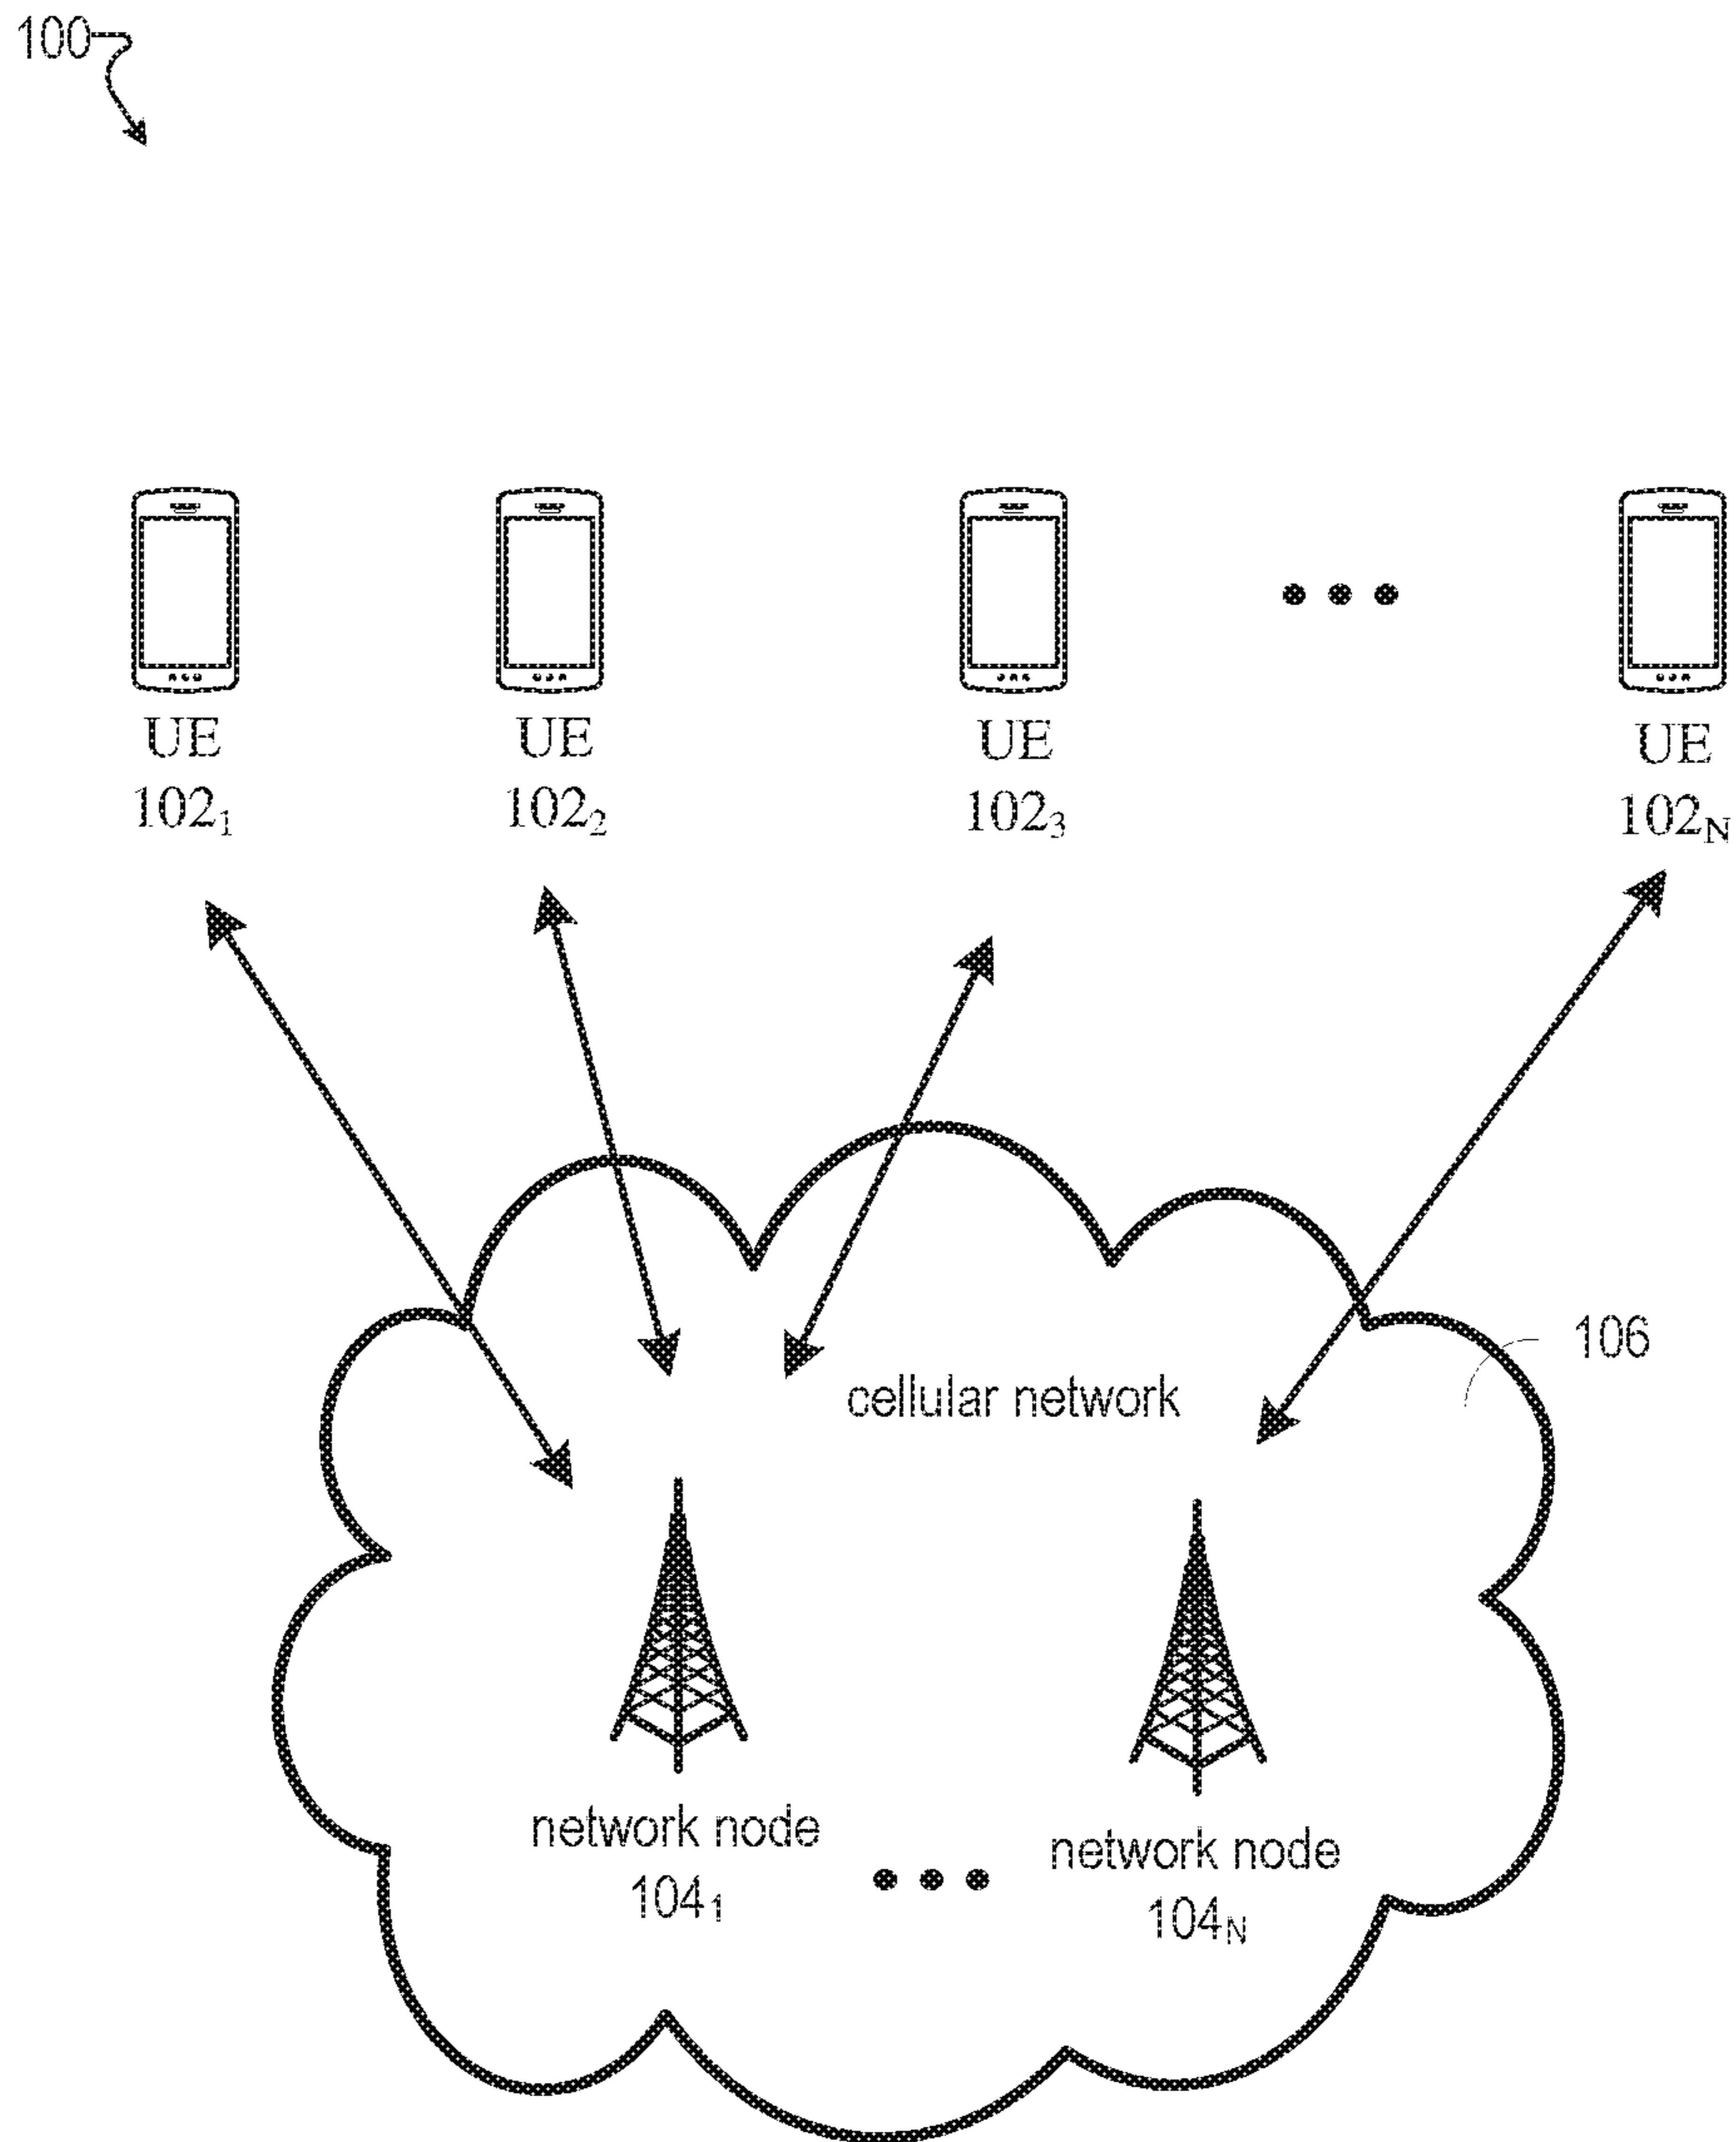 100
UE
102₁
UE
102₂
UE
102₃
UE
102N
cellular network
106
network node
104₁
network node
104N